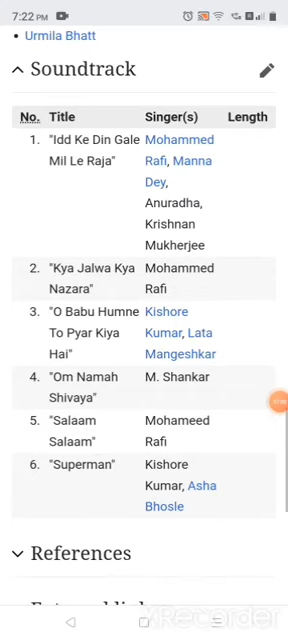 7:22 PM
• Urmila Bhatt
Soundtrack
No. Title Singer(s) Length
1. "Idd Ke Din Gale Mohammed
Mil Le Raja" Rafi, Manna
Dey,
Anuradha,
Krishnan
Mukherjee
2. "Kya Jalwa Kya Mohammed
Nazara" Rafi
3. "O Babu Humne Kishore
To Pyar Kiya Kumar, Lata
Hai" Mangeshkar
4. "Om Namah M. Shankar
Shivaya"
5. "Salaam Mohameed
Salaam" Rafi
6. "Superman" Kishore
Kumar, Asha
Bhosle
References
XRecorder